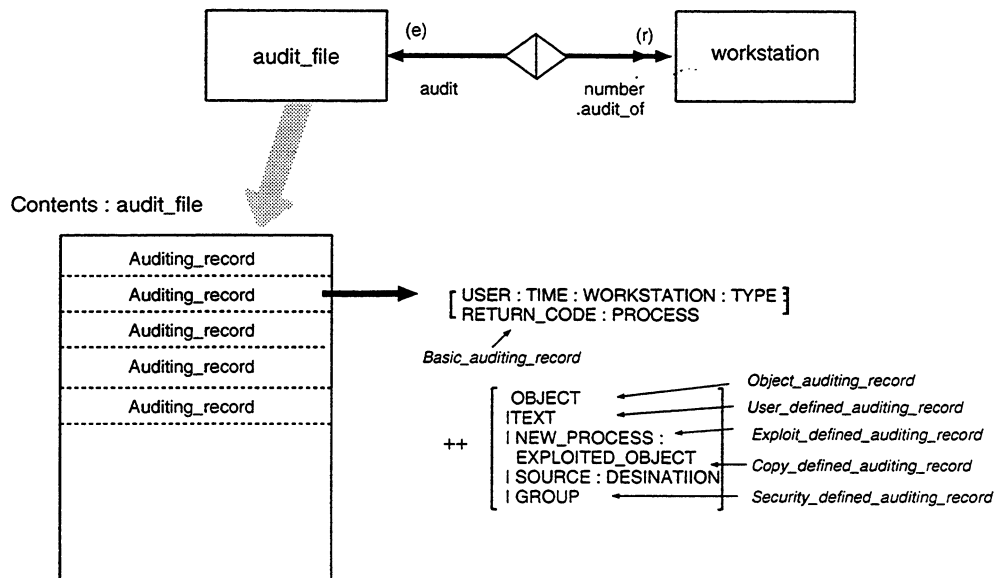 audit_file
(e)
audit
(r)
number
.audit_of
workstation
Contents : audit_file
Auditing_record
Auditing_record
Auditing_record
Auditing_record
Auditing_record
[ USER : TIME : WORKSTATION : TYPE :
RETURN_CODE : PROCESS ]
Basic_auditing_record
++
OBJECT
|TEXT
| NEW_PROCESS :
EXPLOITED_OBJECT
| SOURCE : DESINATIION
| GROUP
Object_auditing_record
User_defined_auditing_record
Exploit_defined_auditing_record
Copy_defined_auditing_record
Security_defined_auditing_record